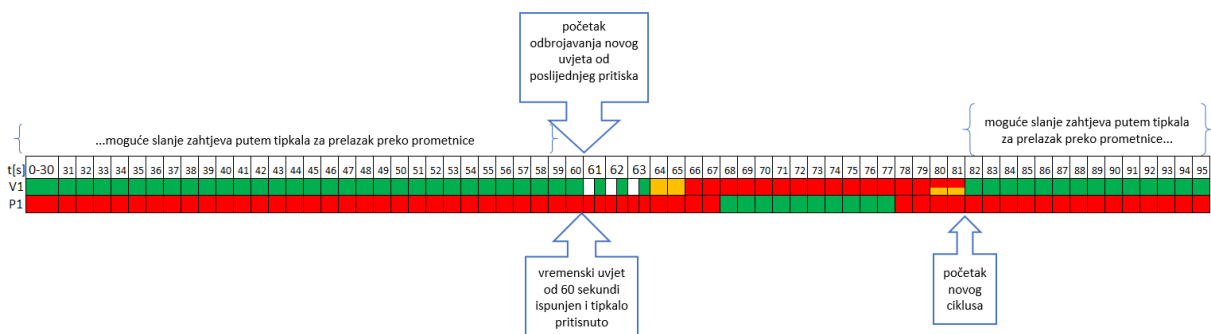 početak
odbrojavanja novog
uvjeta od
poslijednjeg pritiska
...moguće slanje zahtjeva putem tipkala za prelazak preko prometnice
moguće slanje zahtjeva putem tipkala
za prelazak preko prometnice...
t[s] 0-30 31 32 33 34 35 36 37 38 39 40 41 42 43 44 45 46 47 48 49 50 51 52 53 54 55 56 57 58 59 60 61 62 63 64 65 66 67 68 69 70 71 72 73 74 75 76 77 78 79 80 81 82 83 84 85 86 87 88 89 90 91 92 93 94 95
V1
P1
vremenski uvjet
od 60 sekundi
ispunjen i tipkalo
pritisnuto
početak
novog
ciklusa